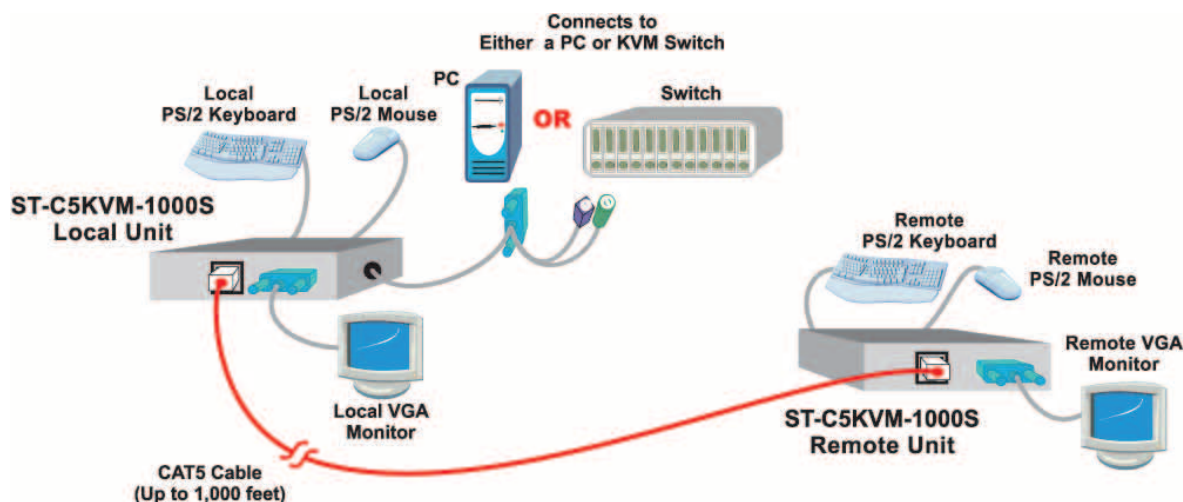 Connects to
Either a PC or KVM Switch
PC
OR
Switch
Local
PS/2 Keyboard
Local
PS/2 Mouse
ST-C5KVM-1000S
Local Unit
Local VGA
Monitor
CAT5 Cable
(Up to 1,000 feet)
Remote
PS/2 Keyboard
Remote
PS/2 Mouse
Remote VGA
Monitor
ST-C5KVM-1000S
Remote Unit